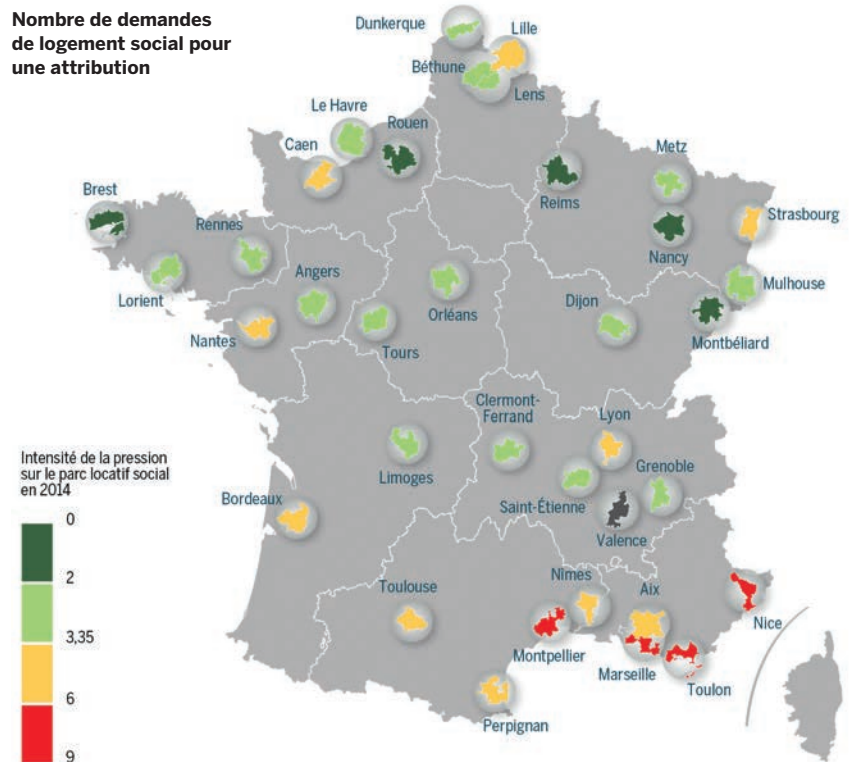 Nombre de demandes
de logement social pour
une attribution
Dunkerque
Lille
Béthune
Lens
Le Havre
Rouen
Caen
Reims
Metz
Strasbourg
Nancy
Brest
Rennes
Lorient
Angers
Orléans
Nantes
Tours
Dijon
Mulhouse
Montbéliard
Clermont-
Ferrand
Lyon
Grenoble
Limoges
Saint-Étienne
Valence
Bordeaux
Toulouse
Nîmes
Aix
Nice
Montpellier
Marseille
Toulon
Perpignan
Intensité de la pression
sur le parc locatif social
en 2014
0
2
3,35
6
9